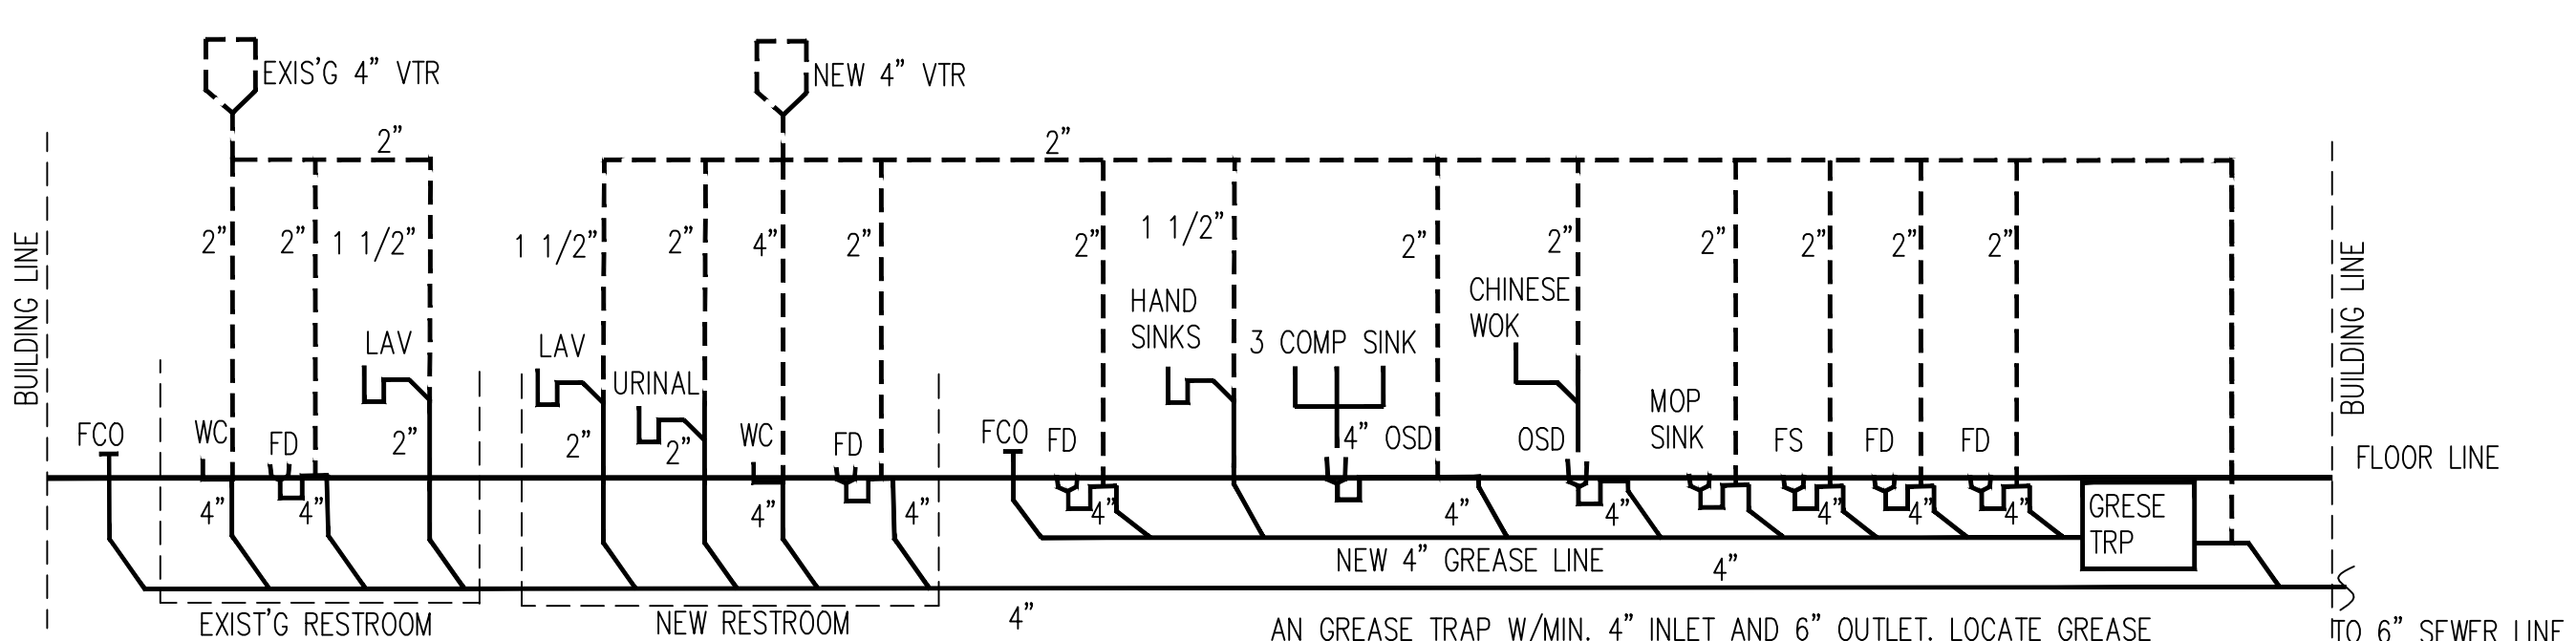 EXIS'G 4" VTR
NEW 4" VTR
2"
2"
BUILDING LINE
2"
2"
1 1/2"
1 1/2"
2"
4"
2"
2"
1 1/2"
2"
2"
2"
2"
2"
2"
BUILDING LINE
HAND
SINKS
CHINESE
WOK
LAV
LAV
3 COMP SINK
URINAL
MOP
SINK
FCO
WC
FD
2"
2"
2"
WC
FD
FCO
FD
4"
OSD
OSD
FS
FD
FD
FLOOR LINE
4"
4"
4"
4"
4"
4"
4"
4"
4"
4"
GRESE
TRP
NEW 4" GREASE LINE
4"
EXIST'G RESTROOM
NEW RESTROOM
4"
AN GREASE TRAP W/MIN. 4" INLET AND 6" OUTLET. LOCATE GREASE
TO 6" SEWER LINE